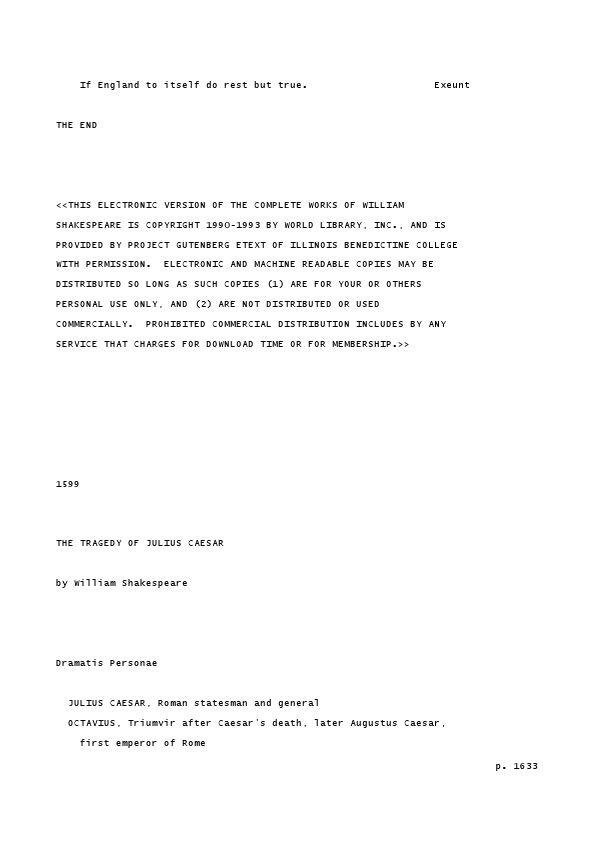 If England to itself do rest but true.                     Exeunt
THE END
<<THIS ELECTRONIC VERSION OF THE COMPLETE WORKS OF WILLIAM
SHAKESPEARE IS COPYRIGHT 1990-1993 BY WORLD LIBRARY, INC., AND IS
PROVIDED BY PROJECT GUTENBERG ETEXT OF ILLINOIS BENEDICTINE COLLEGE
WITH PERMISSION.  ELECTRONIC AND MACHINE READABLE COPIES MAY BE
DISTRIBUTED SO LONG AS SUCH COPIES (1) ARE FOR YOUR OR OTHERS
PERSONAL USE ONLY, AND (2) ARE NOT DISTRIBUTED OR USED
COMMERCIALLY.  PROHIBITED COMMERCIAL DISTRIBUTION INCLUDES BY ANY
SERVICE THAT CHARGES FOR DOWNLOAD TIME OR FOR MEMBERSHIP.>>
1599
THE TRAGEDY OF JULIUS CAESAR
by William Shakespeare
Dramatis Personae
JULIUS CAESAR, Roman statesman and general
OCTAVIUS, Triumvir after Caesar's death, later Augustus Caesar,
first emperor of Rome
p. 1633